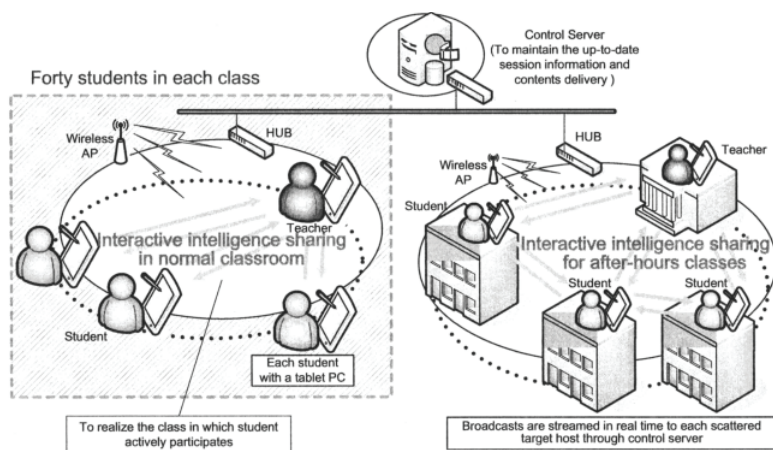 Control Server
(To maintain the up-to-date
session information and
contents delivery )
Forty students in each class
Wireless
AP
HUB
Teacher
Interactive intelligence sharing
in normal classroom
Student
Each student
with a tablet PC
To realize the class in which student
actively participates
HUB
Wireless
AP
Teacher
Student
Interactive intelligence sharing
for after-hours classes
Student
Student
Broadcasts are streamed in real time to each scattered
target host through control server